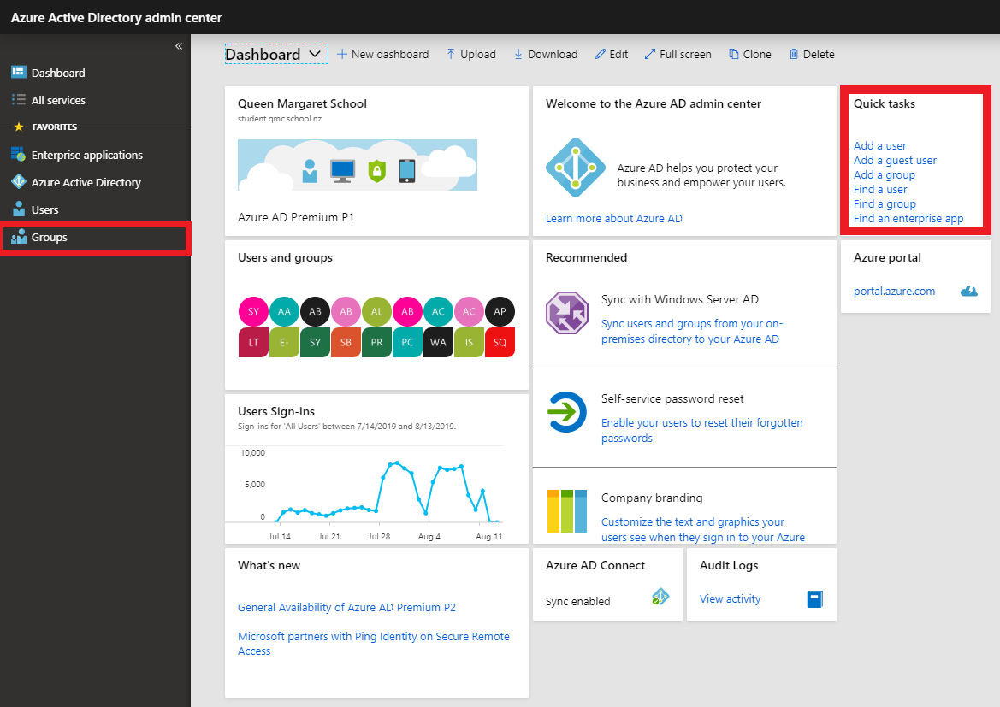 Azure Active Directory admin center
«
Dashboard
All services
FAVORITES
Enterprise applications
Azure Active Directory
Users
Groups
Dashboard
New dashboard
Upload
Download
Edit
Full screen
Clone
Delete
Queen Margaret School
student.qmc.school.nz
Azure AD Premium P1
Welcome to the Azure AD admin center
Azure AD helps you protect your
business and empower your users.
Learn more about Azure AD
Quick tasks
Add a user
Add a guest user
Add a group
Find a user
Find a group
Find an enterprise app
Users and groups
SY AA AB AB AL AB AC AC AP
LT E- SY SB PR PC WA IS SQ
Recommended
Sync with Windows Server AD
Sync users and groups from your on-
premises directory to your Azure AD
Self-service password reset
Enable your users to reset their forgotten
passwords
Company branding
Customize the text and graphics your
users see when they sign in to your Azure
Azure portal
portal.azure.com
Users Sign-ins
Sign-ins for 'All Users' between 7/14/2019 and 8/13/2019.
10,000
5,000
0
Jul 14 Jul 21 Jul 28 Aug 4 Aug 11
What's new
General Availability of Azure AD Premium P2
Microsoft partners with Ping Identity on Secure Remote
Access
Azure AD Connect
Sync enabled
Audit Logs
View activity